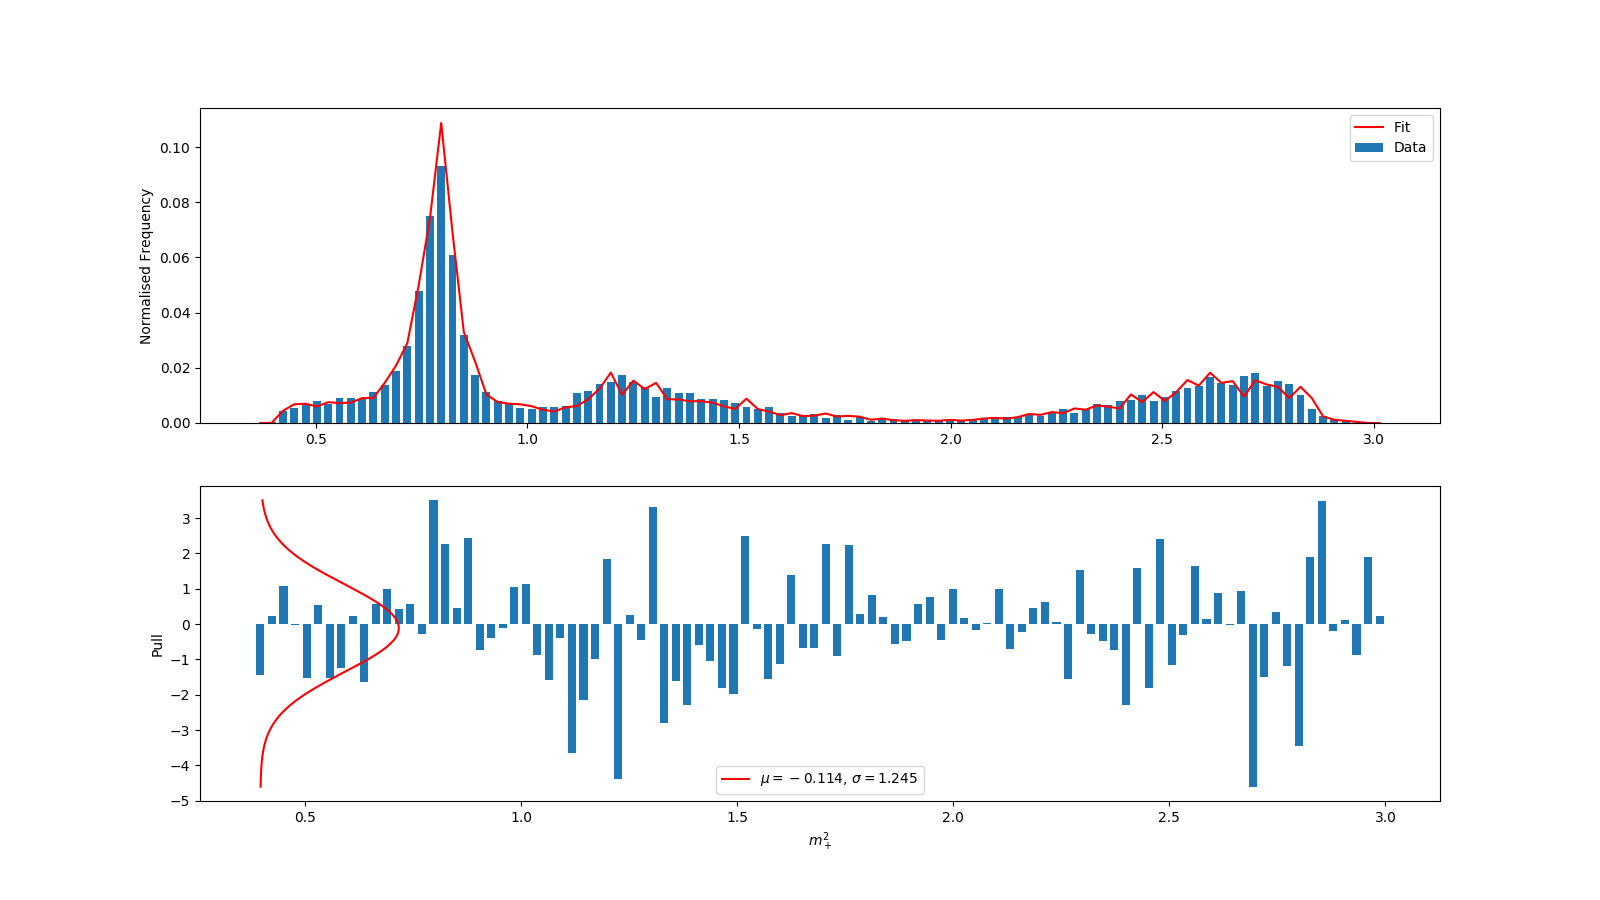 Fit
Data
Normalised Frequency
0.10
0.08
0.06
0.04
0.02
0.00
0.5 1.0 1.5 2.0 2.5 3.0
Pull
3
2
1
0
−1
−2
−3
−4
−5
μ = −0.114, σ = 1.245
0.5 1.0 1.5 2.0 2.5 3.0
m₊²